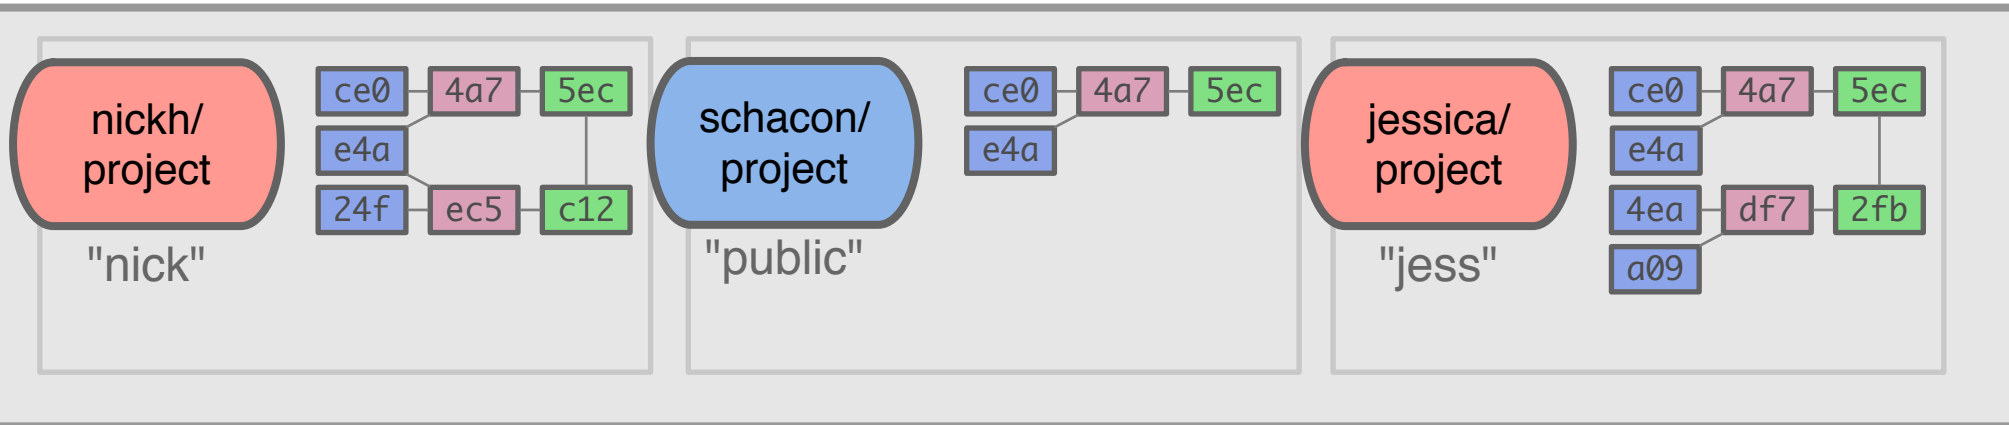 nickh/
project
"nick"
ce0 4a7 5ec
e4a
24f ec5 c12
schacon/
project
"public"
ce0 4a7 5ec
e4a
jessica/
project
"jess"
ce0 4a7 5ec
e4a
4ea df7 2fb
a09